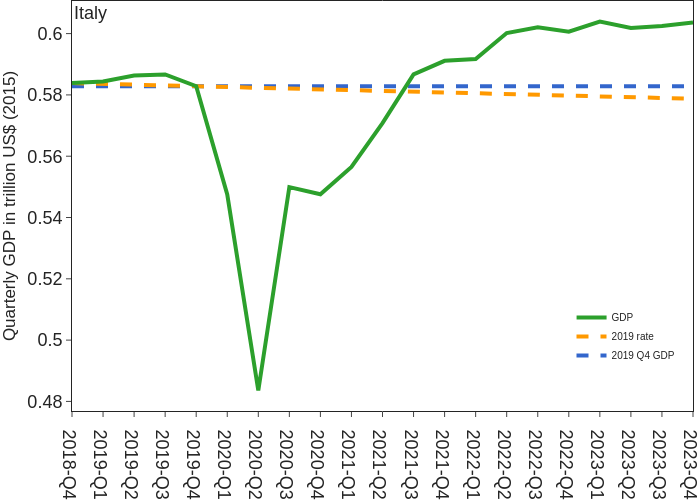 Italy
Quarterly GDP in trillion US$ (2015)
0.6
0.58
0.56
0.54
0.52
0.5
0.48
GDP
2019 rate
2019 Q4 GDP
2018-Q4
2019-Q1
2019-Q2
2019-Q3
2019-Q4
2020-Q1
2020-Q2
2020-Q3
2020-Q4
2021-Q1
2021-Q2
2021-Q3
2021-Q4
2022-Q1
2022-Q2
2022-Q3
2022-Q4
2023-Q1
2023-Q2
2023-Q3